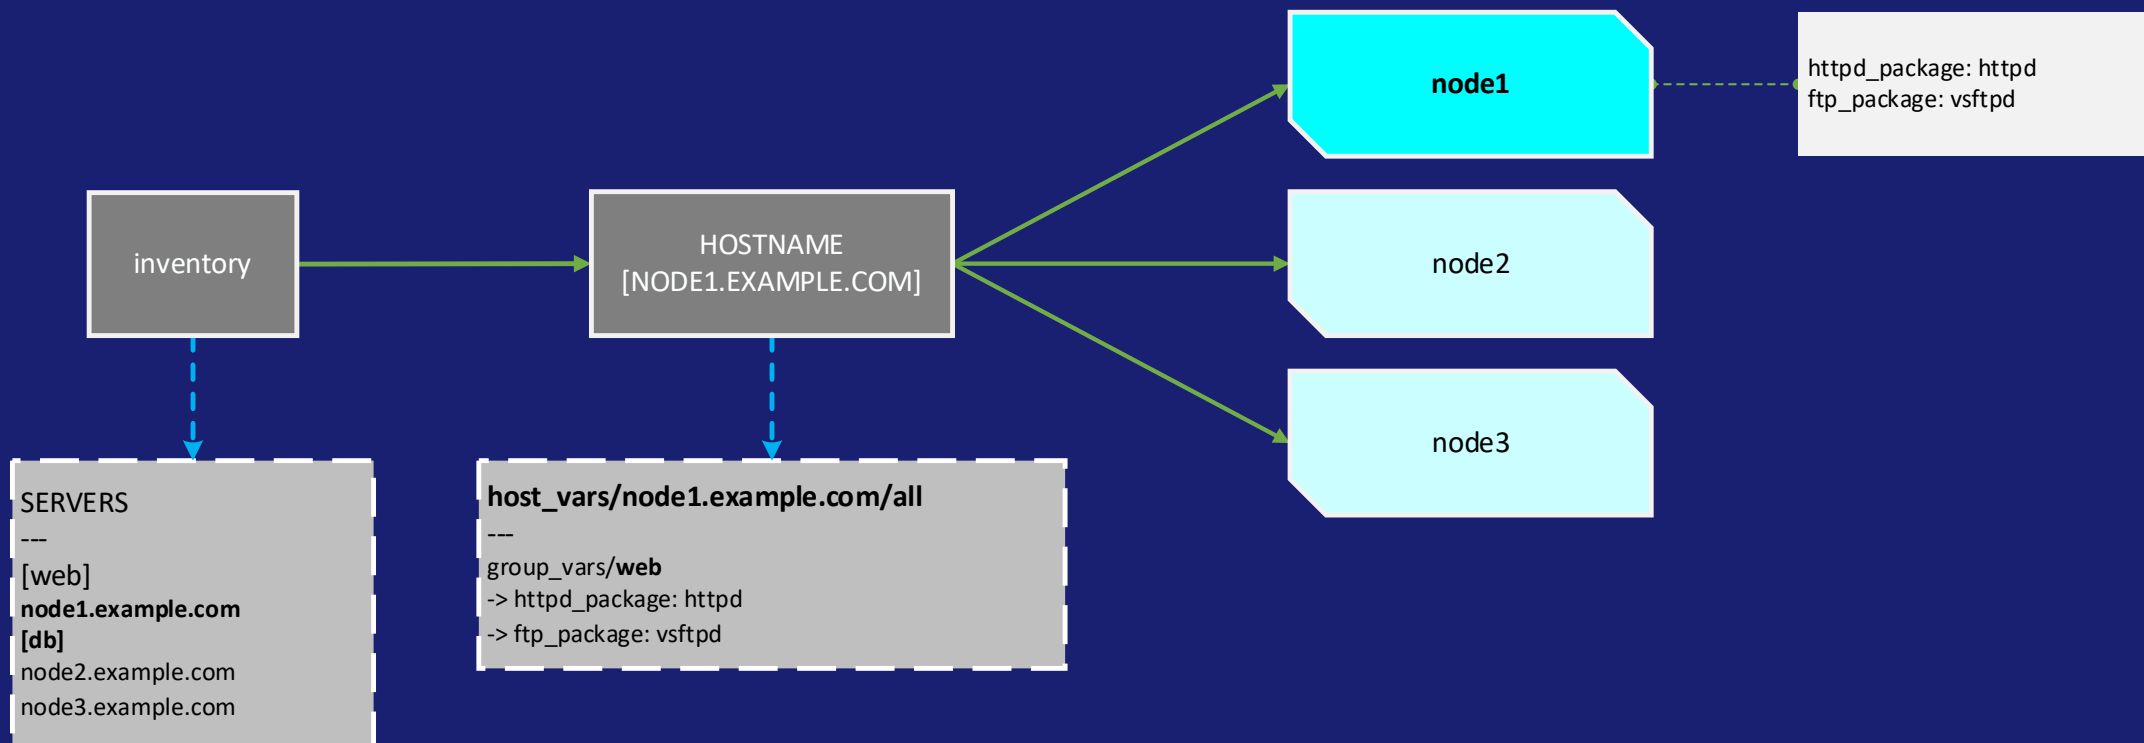 node1
httpd_package: httpd
ftp_package: vsftpd
inventory
HOSTNAME
[NODE1.EXAMPLE.COM]
node2
node3
SERVERS
---
[web]
node1.example.com
[db]
node2.example.com
node3.example.com
host_vars/node1.example.com/all
---
group_vars/web
-> httpd_package: httpd
-> ftp_package: vsftpd